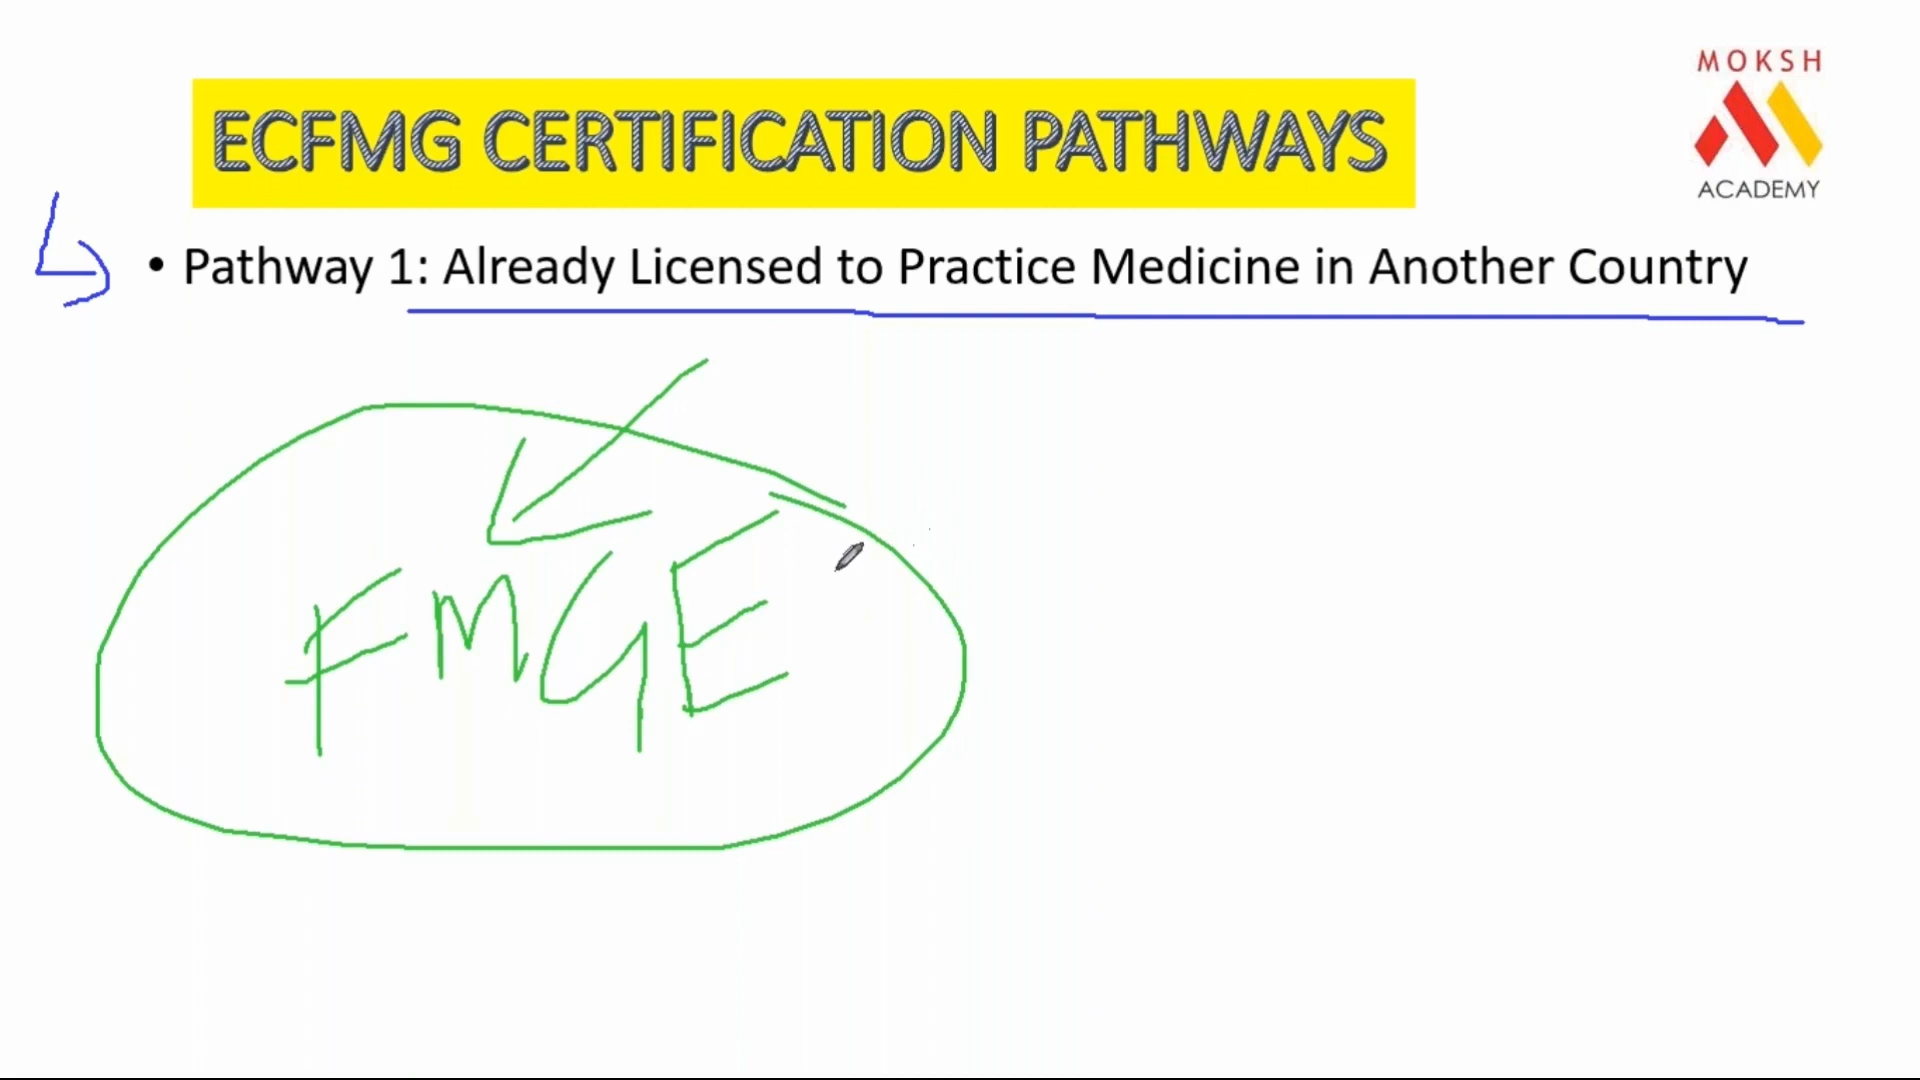 MOKSH
ACADEMY
ECFMG CERTIFICATION PATHWAYS
• Pathway 1: Already Licensed to Practice Medicine in Another Country
FMGE